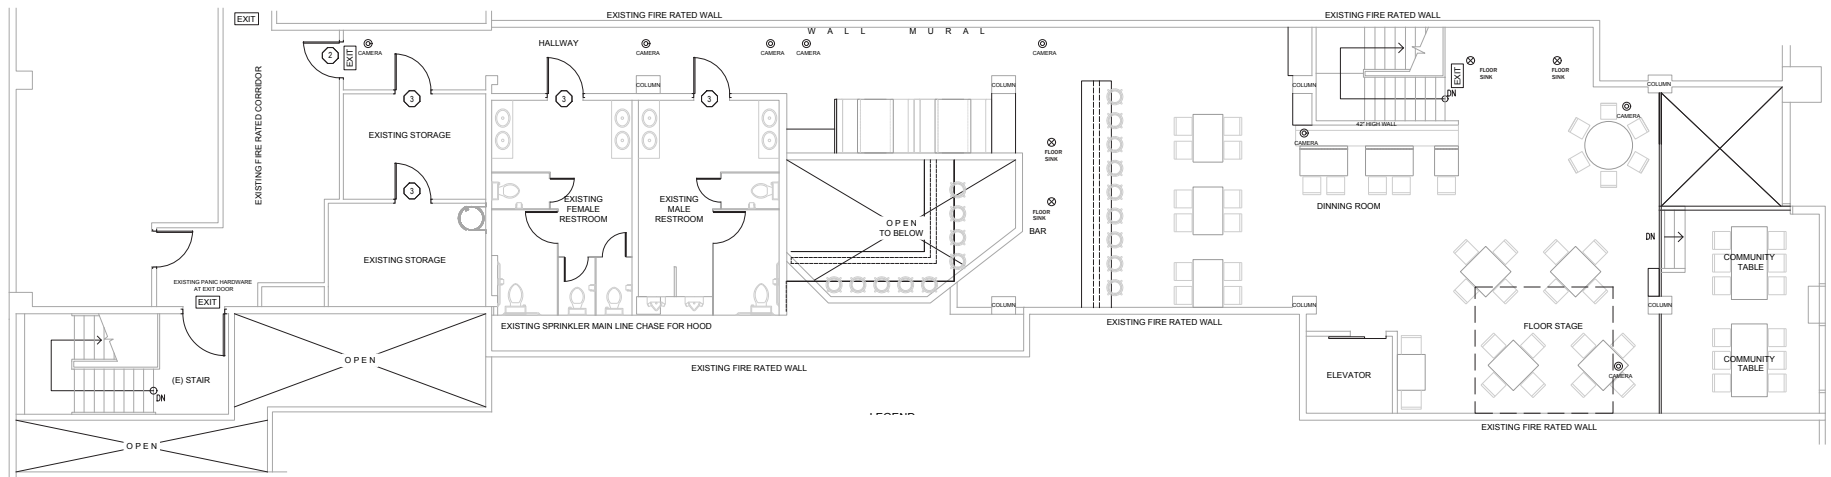 EXIT
EXISTING FIRE RATED WALL
EXISTING FIRE RATED WALL
WALL MURAL
HALLWAY
2
EXIT
CAMERA
CAMERA
CAMERA
CAMERA
CAMERA
EXISTING FIRE RATED CORRIDOR
3
3
3
COLUMN
COLUMN
COLUMN
COLUMN
EXIT
DN
FLOOR
SINK
FLOOR
SINK
CAMERA
42" HIGH WALL
CAMERA
EXISTING STORAGE
FLOOR
SINK
3
EXISTING
FEMALE
RESTROOM
EXISTING
MALE
RESTROOM
OPEN
TO BELOW
FLOOR
SINK
BAR
DINNING ROOM
DN
EXISTING STORAGE
COMMUNITY
TABLE
EXISTING PANIC HARDWARE
AT EXIT DOOR
EXIT
COLUMN
COLUMN
COLUMN
EXISTING SPRINKLER MAIN LINE CHASE FOR HOOD
EXISTING FIRE RATED WALL
FLOOR STAGE
OPEN
EXISTING FIRE RATED WALL
ELEVATOR
CAMERA
COMMUNITY
TABLE
(E) STAIR
DN
EXISTING FIRE RATED WALL
OPEN